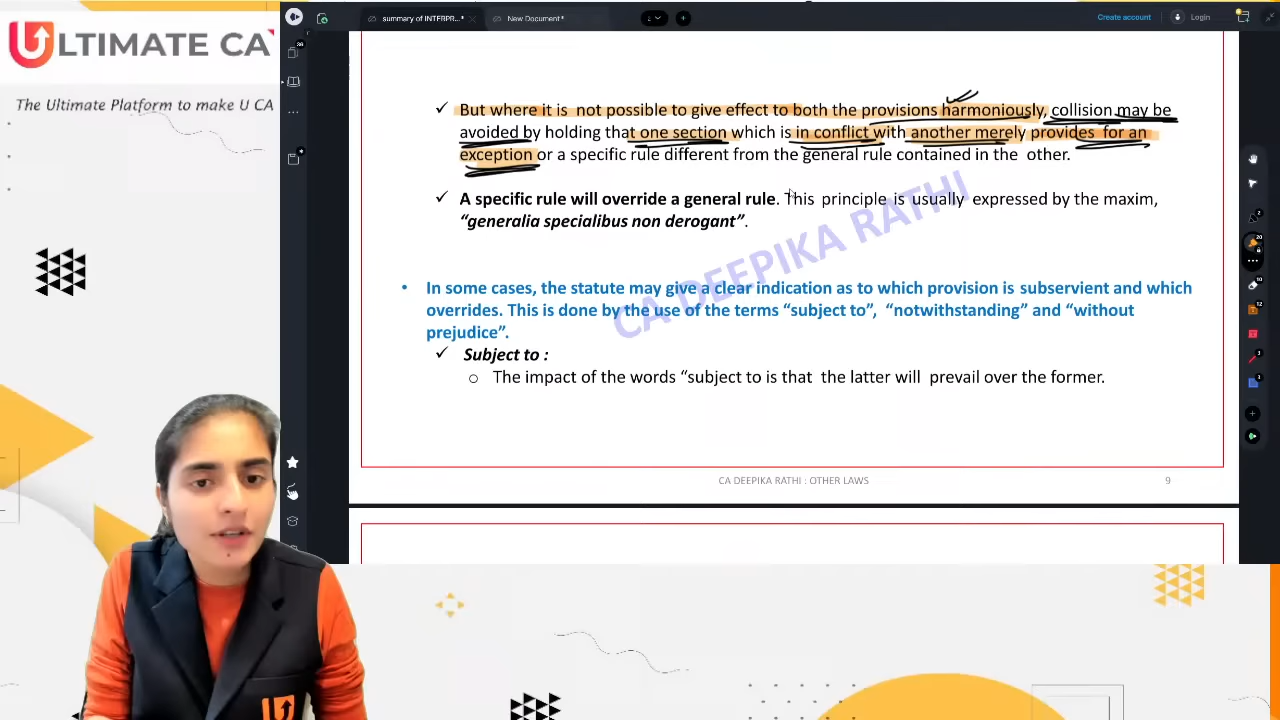 ULTIMATE CA
The Ultimate Platform to make U CA
summary of INTERPR...*
New Document*
Create account
Login
✓ But where it is not possible to give effect to both the provisions harmoniously, collision may be
avoided by holding that one section which is in conflict with another merely provides for an
exception or a specific rule different from the general rule contained in the other.
✓ A specific rule will override a general rule. This principle is usually expressed by the maxim,
“generalia specialibus non derogant”.
• In some cases, the statute may give a clear indication as to which provision is subservient and which
overrides. This is done by the use of the terms “subject to”, “notwithstanding” and “without
prejudice”.
✓ Subject to :
o The impact of the words “subject to is that the latter will prevail over the former.
CA DEEPIKA RATHI
CA DEEPIKA RATHI : OTHER LAWS
9